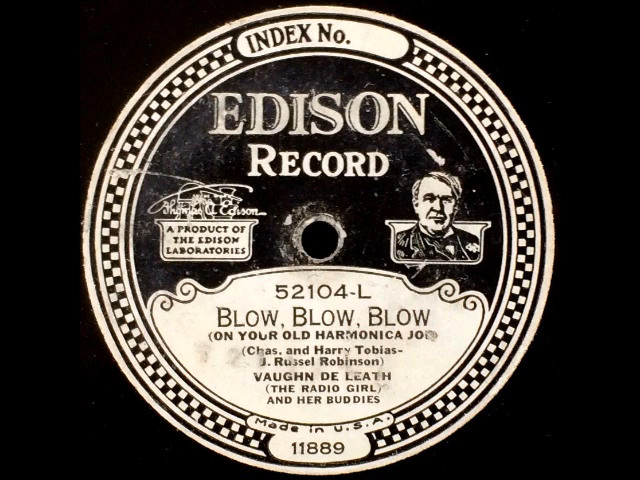 INDEX No.
EDISON
RECORD
Thomas A. Edison
A PRODUCT OF
THE EDISON
LABORATORIES
52104-L
BLOW, BLOW, BLOW
(ON YOUR OLD HARMONICA JOE)
(Chas. and Harry Tobias-
J. Russel Robinson)
VAUGHN DE LEATH
(THE RADIO GIRL)
AND HER BUDDIES
Made in U.S.A.
11889